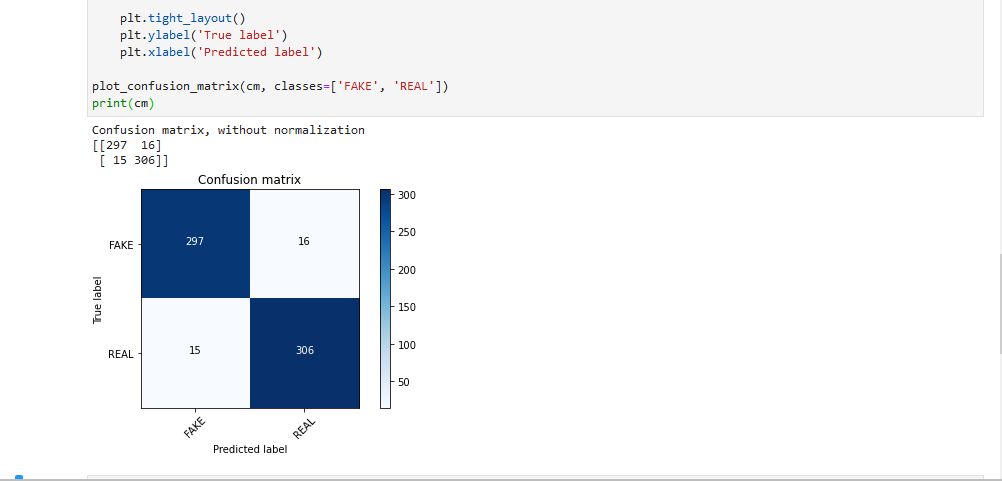 plt.tight_layout()
plt.ylabel('True label')
plt.xlabel('Predicted label')
plot_confusion_matrix(cm, classes=['FAKE', 'REAL'])
print(cm)
Confusion matrix, without normalization
[[297  16]
 [ 15 306]]
Confusion matrix
300
250
200
150
100
50
FAKE
297
16
True label
REAL
15
306
FAKE
REAL
Predicted label